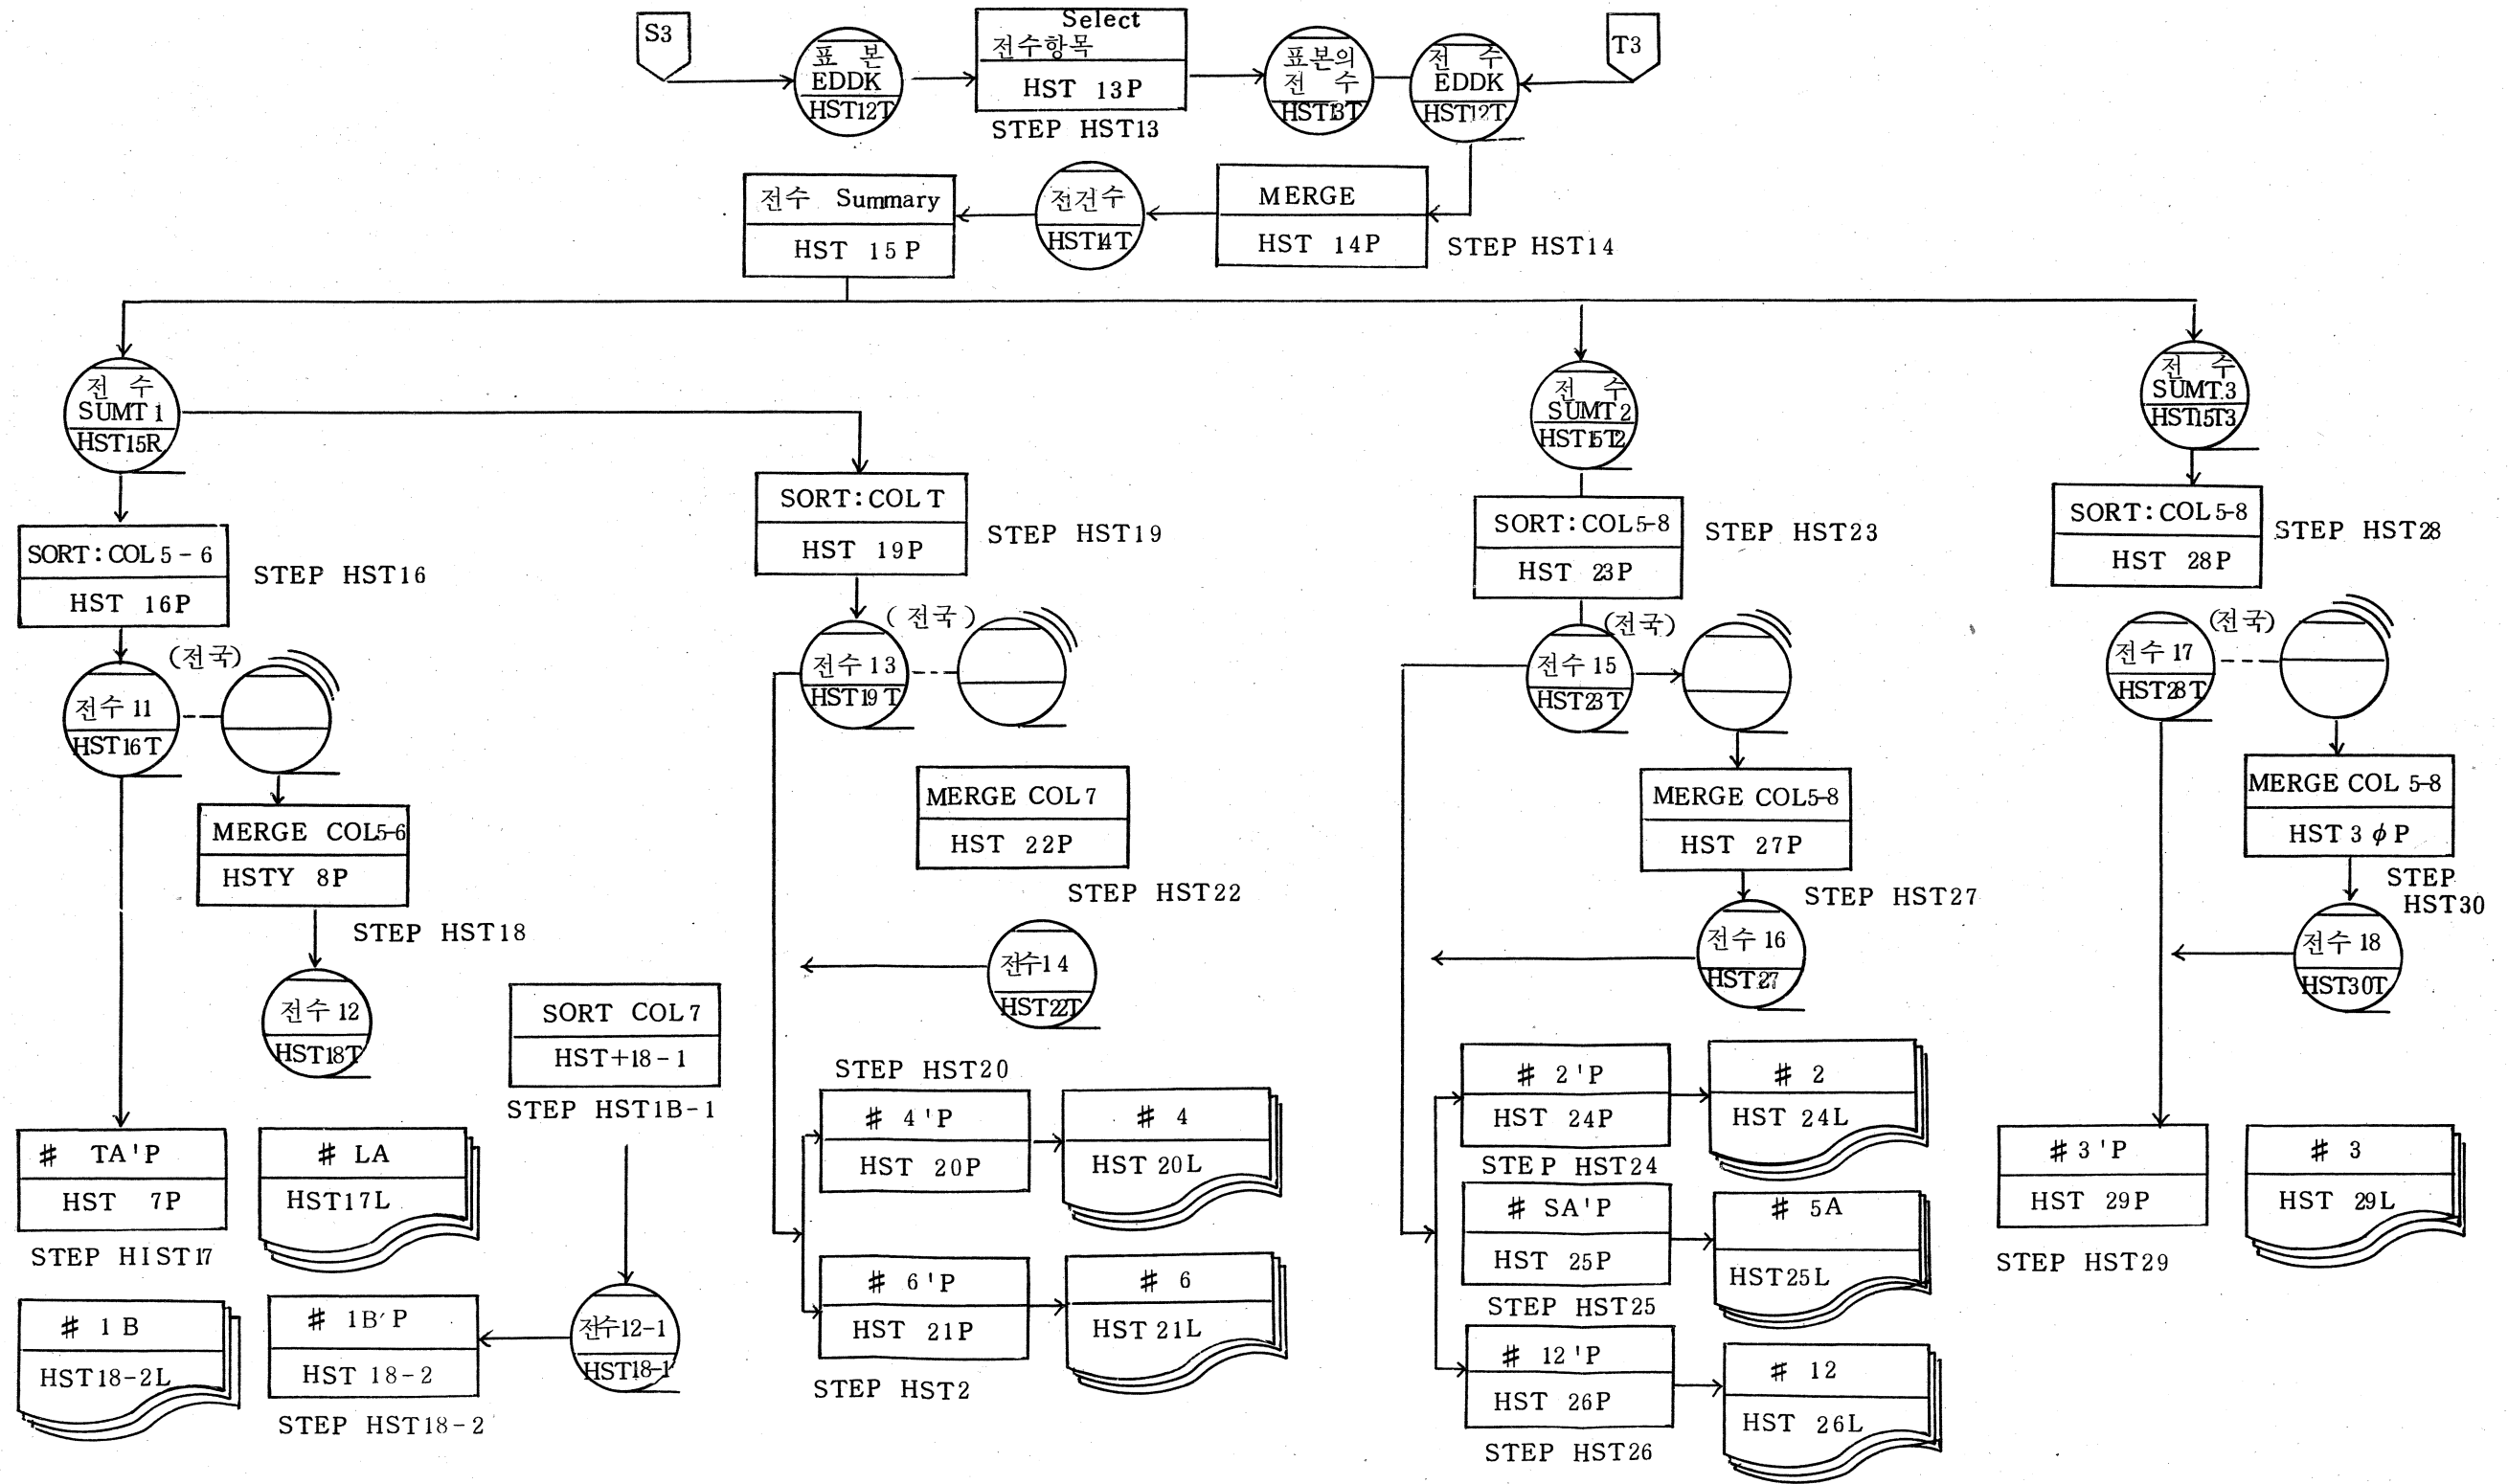 S3
표 본
EDDK
HST12T
Select
전수항목
HST 13P
STEP HST13
표본의
전 수
HST13T
전 수
EDDK
HST12T
T3
전수 Summary
HST 15P
전건수
HST14T
MERGE
HST 14P
STEP HST14
전 수
SUMT 1
HST15R
전 수
SUMT2
HST15T2
전 수
SUMT.3
HST15T3
SORT:COL 5-6
HST 16P
STEP HST16
SORT:COL T
HST 19P
STEP HST19
SORT:COL5-8
HST 23P
STEP HST23
SORT:COL5-8
HST 28P
STEP HST28
전수 11
HST16T
(전국)
전수 13
HST19T
(전국)
전수 15
HST23T
(전국)
전수 17
HST28T
(전국)
MERGE COL5-6
HSTY 8P
STEP HST18
MERGE COL7
HST 22P
STEP HST22
MERGE COL5-8
HST 27P
STEP HST27
MERGE COL 5-8
HST 3φP
STEP
HST30
전수 12
HST18T
전수14
HST22T
전수 16
HST27
전수 18
HST30T
SORT COL7
HST+18-1
STEP HST1B-1
# TA'P
HST 7P
STEP HIST17
# LA
HST17L
STEP HST20
# 4'P
HST 20P
# 4
HST 20L
# 2'P
HST 24P
STEP HST24
# 2
HST 24L
# 3'P
HST 29P
STEP HST29
# 3
HST 29L
# SA'P
HST 25P
STEP HST25
# 5A
HST25L
# 1B
HST18-2L
# 1B'P
HST 18-2
STEP HST18-2
전수12-1
HST18-1
# 6'P
HST 21P
STEP HST2
# 6
HST 21L
# 12'P
HST 26P
STEP HST26
# 12
HST 26L